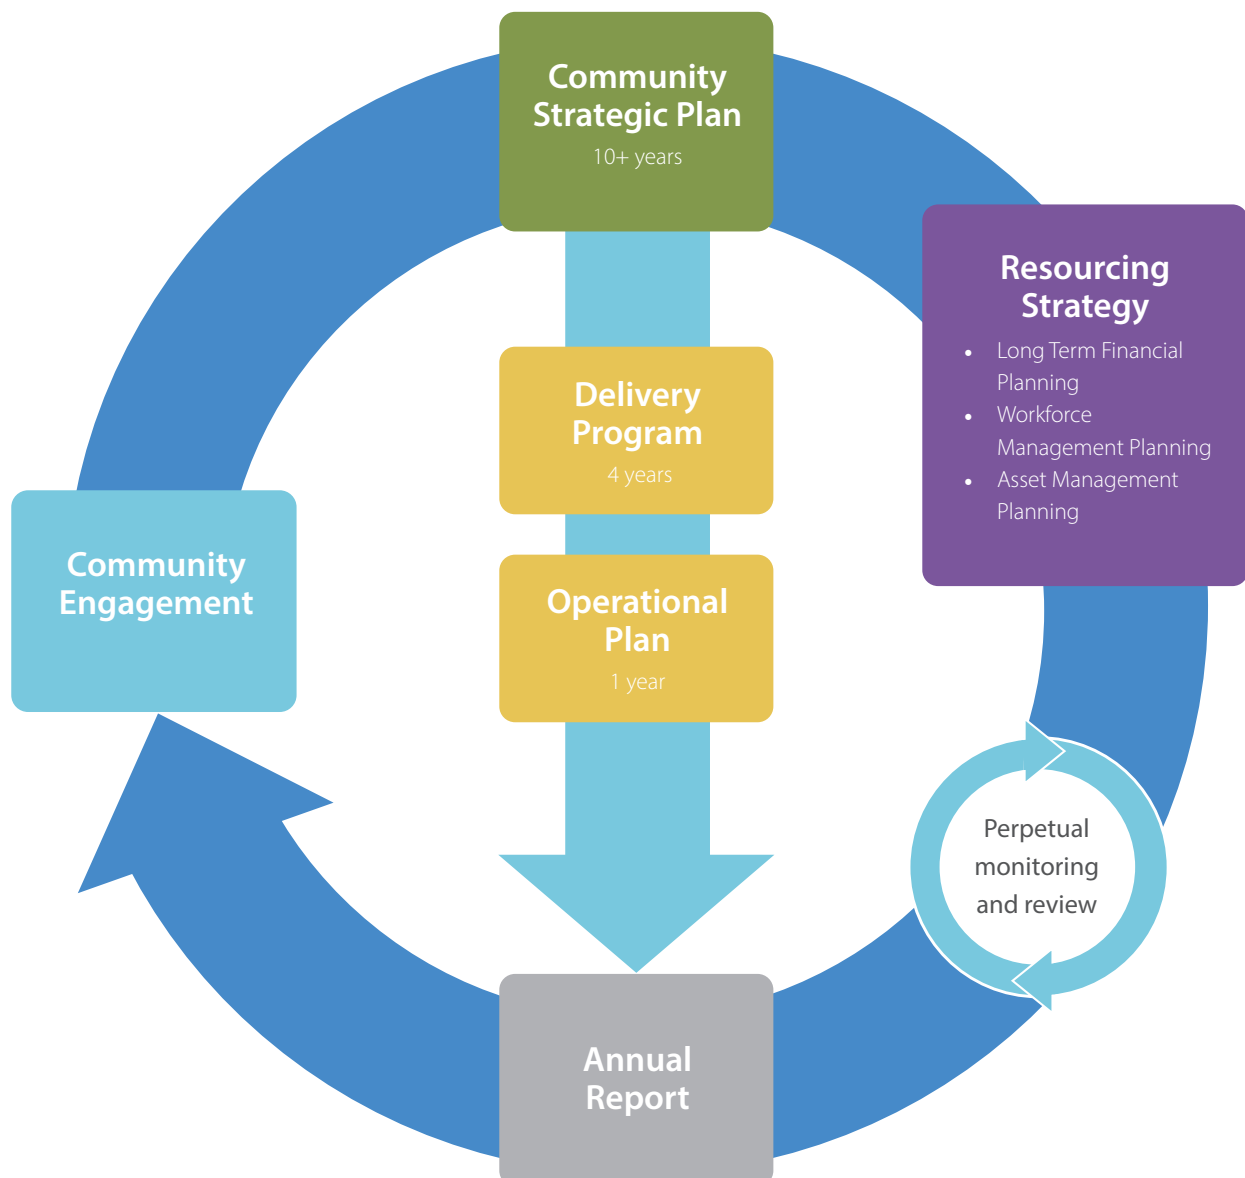 Community
Strategic Plan
10+ years
Resourcing
Strategy
• Long Term Financial
Planning
• Workforce
Management Planning
• Asset Management
Planning
Delivery
Program
4 years
Community
Engagement
Operational
Plan
1 year
Perpetual
monitoring
and review
Annual
Report